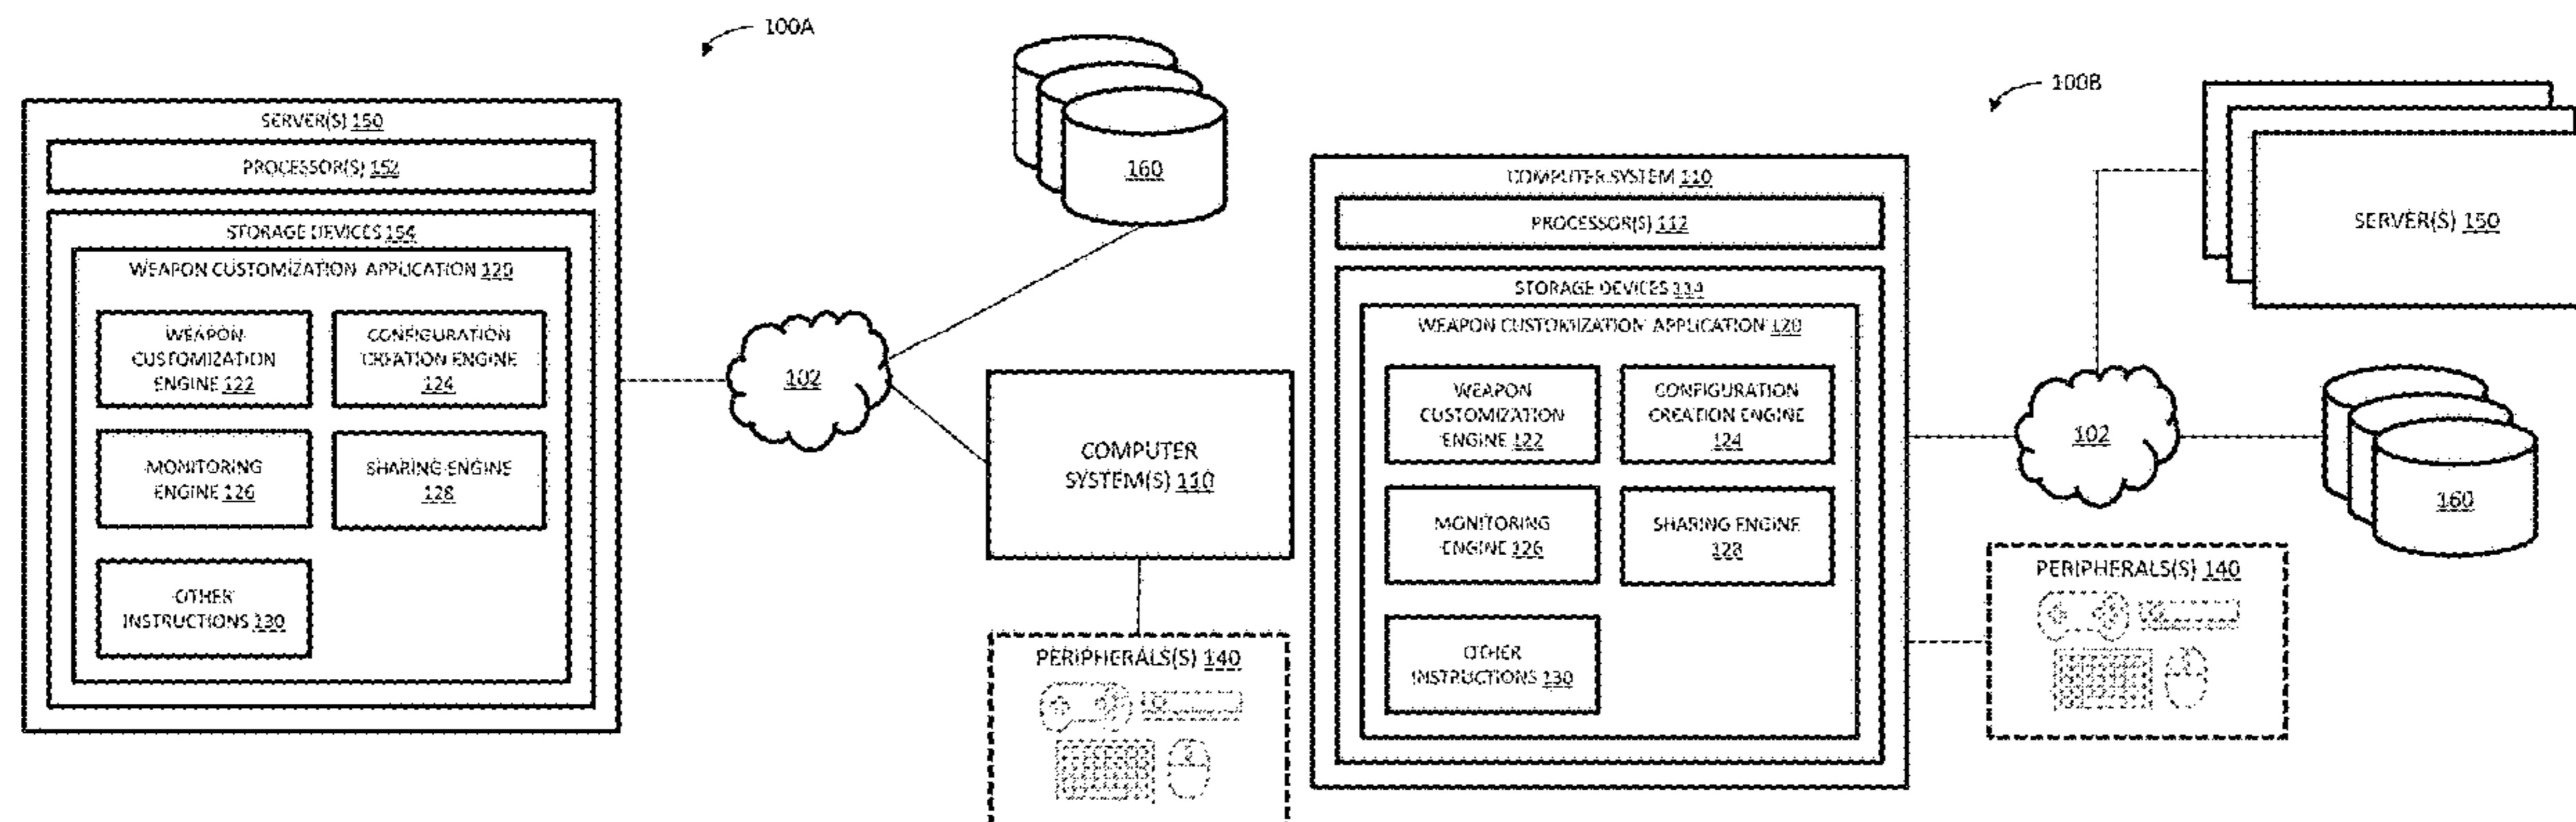 100A
SERVER(S) 150
PROCESSOR(S) 152
STORAGE DEVICES 154
WEAPON CUSTOMIZATION APPLICATION 120
WEAPON
CUSTOMIZATION
ENGINE 122
CONFIGURATION
CREATION ENGINE
124
MONITORING
ENGINE 126
SHARING ENGINE
128
OTHER
INSTRUCTIONS 130
102
160
COMPUTER
SYSTEM(S) 110
PERIPHERALS(S) 140
100B
COMPUTER SYSTEM 110
PROCESSOR(S) 112
STORAGE DEVICES 114
WEAPON CUSTOMIZATION APPLICATION 120
WEAPON
CUSTOMIZATION
ENGINE 122
CONFIGURATION
CREATION ENGINE
124
MONITORING
ENGINE 126
SHARING ENGINE
128
OTHER
INSTRUCTIONS 130
SERVER(S) 150
102
160
PERIPHERALS(S) 140